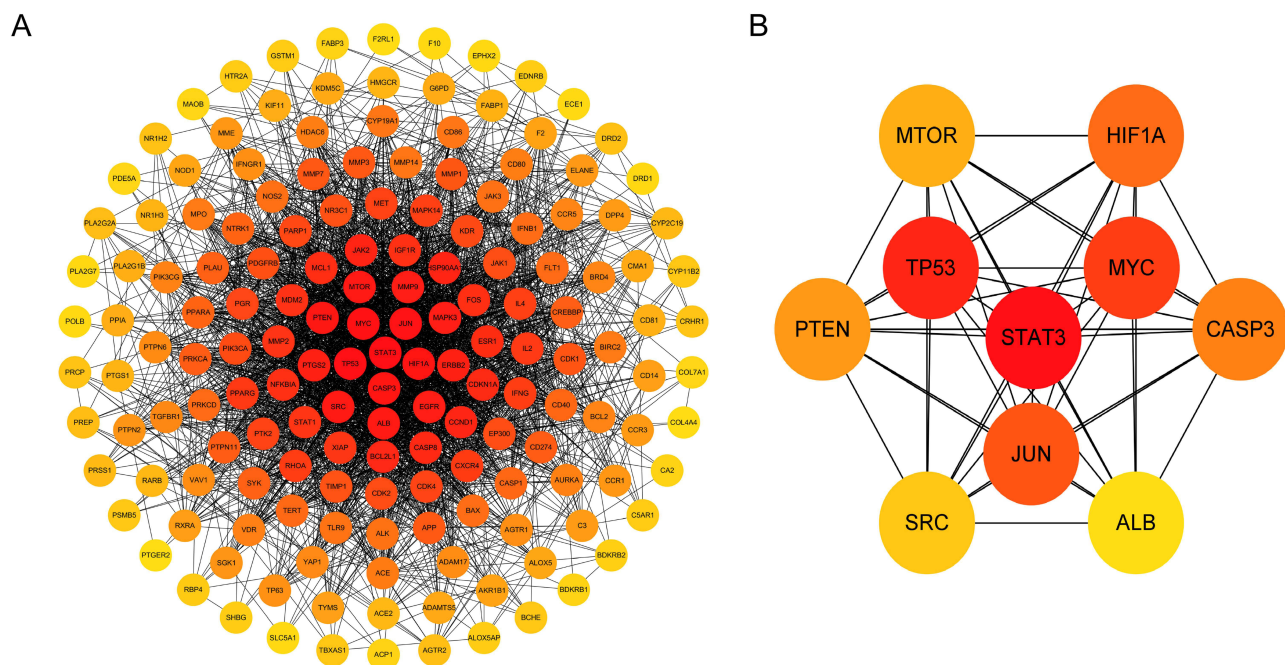 A
B
F2RL1 F10
FABP3 EPHX2
GSTM1 EDNRB
HTR2A KDM5C HMGCR G6PD ECE1
MAOB KIF11 FABP1
NR1H2 MME HDAC6 CYP19A1 CD86 F2 DRD2
PDE5A NOD1 IFNGR1 MMP7 MMP3 MMP14 MMP1 CD80 ELANE DRD1
PLA2G2A NR1H3 MPO NOS2 NR3C1 MET MAPK14 JAK3 IFNB1 CCR5 DPP4 CYP2C19
NTRK1 PARP1 KDR
PLA2G7 PLA2G1B PIK3CG PLAU PDGFRB MCL1 JAK2 IGF1R HSP90AA1 JAK1 FLT1 BRD4 CMA1 CYP11B2
POLB PPIA PPARA PGR MDM2 MTOR MMP9 FOS IL4 CREBBP CD81 CRHR1
PTEN MYC JUN MAPK3
PRCP PTGS1 PTPN6 PRKCA PIK3CA MMP2 STAT3 ESR1 IL2 CDK1 BIRC2 CD14 COL7A1
PTGS2 TP53 HIF1A ERBB2
PREP PTPN2 TGFBR1 PRKCD PPARG NFKBIA CASP3 CDKN1A IFNG CD40 BCL2 CCR3 COL4A4
SRC EGFR
PRSS1 VAV1 PTPN11 PTK2 STAT1 ALB CCND1 EP300 CD274 AURKA CCR1 CA2
PSMB5 RARB SYK RHOA XIAP BCL2L1 CASP8 CXCR4 CASP1 C5AR1
TIMP1 CDK2 CDK4
PTGER2 RXRA VDR TERT TLR9 ALK APP BAX AGTR1 C3 BDKRB2
RBP4 SGK1 YAP1 ACE ADAM17 ALOX5 BDKRB1
SHBG TP63 TYMS ACE2 ADAMTS5 AKR1B1 BCHE
SLC5A1 TBXAS1 ACP1 AGTR2 ALOX5AP
MTOR HIF1A
TP53 MYC
PTEN STAT3 CASP3
JUN
SRC ALB